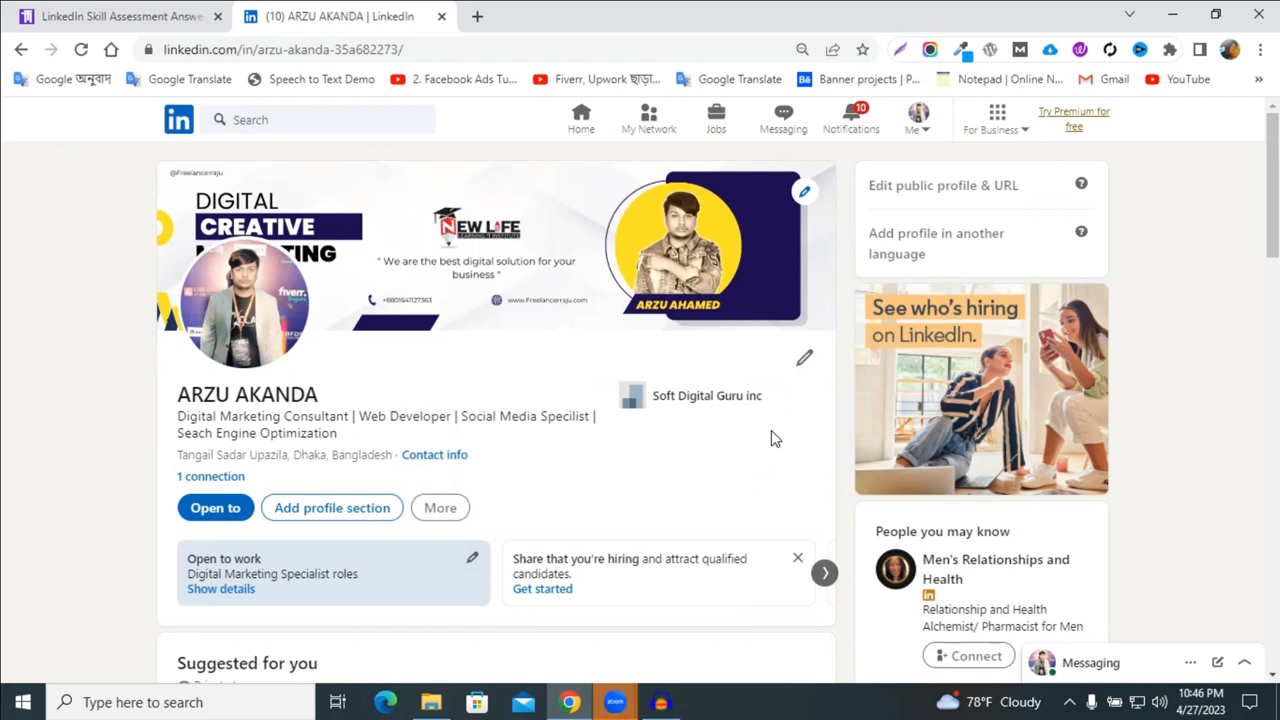 LinkedIn Skill Assessment Answe
(10) ARZU AKANDA | LinkedIn
linkedin.com/in/arzu-akanda-35a682273/
Google অনুবাদ
Google Translate
Speech to Text Demo
2. Facebook Ads Tu...
Fiverr, Upwork ছাড়া...
Google Translate
Banner projects | P...
Notepad | Online N...
Gmail
YouTube
in
Search
Home
My Network
Jobs
Messaging
10
Notifications
Me
For Business
Try Premium for
free
@Freelancerraju
DIGITAL
CREATIVE
NEW LIFE
" We are the best digital solution for your
business "
+8801641127363
www.Freelancerraju.com
ARZU AHAMED
fiverr.
ARZU AKANDA
Digital Marketing Consultant | Web Developer | Social Media Specilist |
Seach Engine Optimization
Tangail Sadar Upazila, Dhaka, Bangladesh · Contact info
1 connection
Soft Digital Guru inc
Open to
Add profile section
More
Open to work
Digital Marketing Specialist roles
Show details
Share that you're hiring and attract qualified
candidates.
Get started
Suggested for you
Edit public profile & URL
Add profile in another
language
See who's hiring
on LinkedIn.
People you may know
Men's Relationships and
Health
Relationship and Health
Alchemist/ Pharmacist for Men
Connect
Messaging
Type here to search
zoom
78°F Cloudy
10:46 PM
4/27/2023